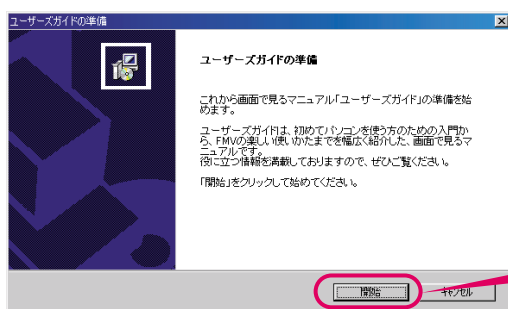 ユーザーズガイドの準備
ユーザーズガイドの準備
これから画面で見るマニュアル「ユーザーズガイド」の準備を始
めます。
ユーザーズガイドは、初めてパソコンを使う方のための入門か
ら、FMVの楽しい使いかたまでを幅広く紹介した、画面で見るマ
ニュアルです。
役に立つ情報を満載しておりますので、ぜひご覧ください。
「開始」をクリックして始めてください。
開始
キャンセル